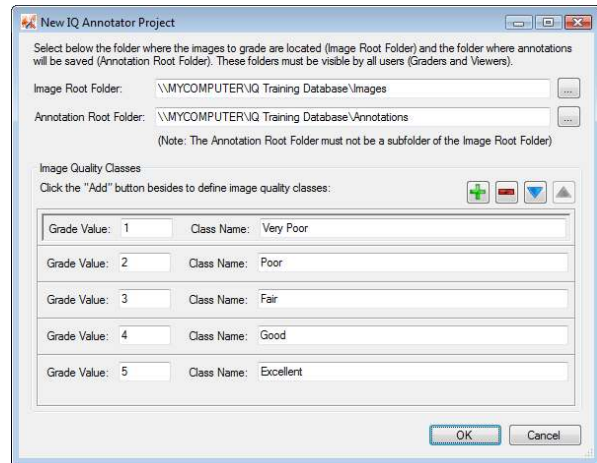 New IQ Annotator Project
Select below the folder where the images to grade are located (Image Root Folder) and the folder where annotations
will be saved (Annotation Root Folder). These folders must be visible by all users (Graders and Viewers).
Image Root Folder: \\MYCOMPUTER\IQ Training Database\Images ...
Annotation Root Folder: \\MYCOMPUTER\IQ Training Database\Annotations ...
(Note: The Annotation Root Folder must not be a subfolder of the Image Root Folder)
Image Quality Classes
Click the "Add" button besides to define image quality classes:
Grade Value: 1 Class Name: Very Poor
Grade Value: 2 Class Name: Poor
Grade Value: 3 Class Name: Fair
Grade Value: 4 Class Name: Good
Grade Value: 5 Class Name: Excellent
OK Cancel